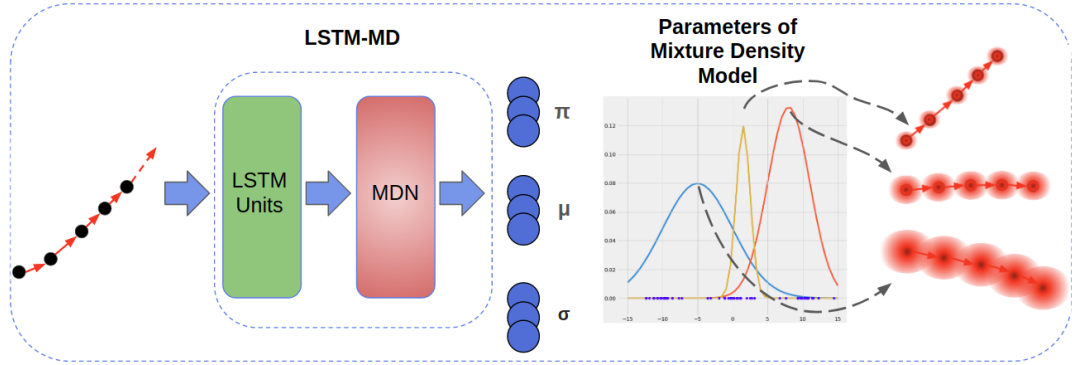 LSTM-MD
Parameters of
Mixture Density
Model
LSTM
Units
MDN
π
μ
σ
0.12
0.10
0.08
0.06
0.04
0.02
0.00
−15
−10
−5
0
5
10
15